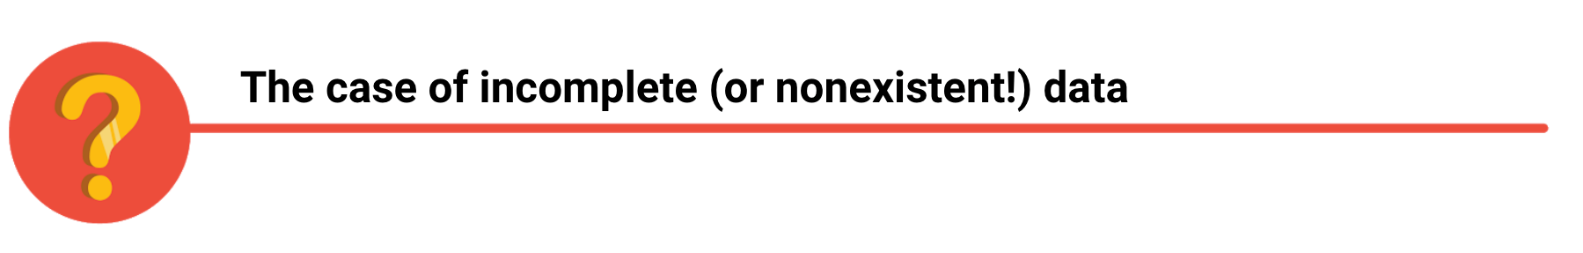 The case of incomplete (or nonexistent!) data